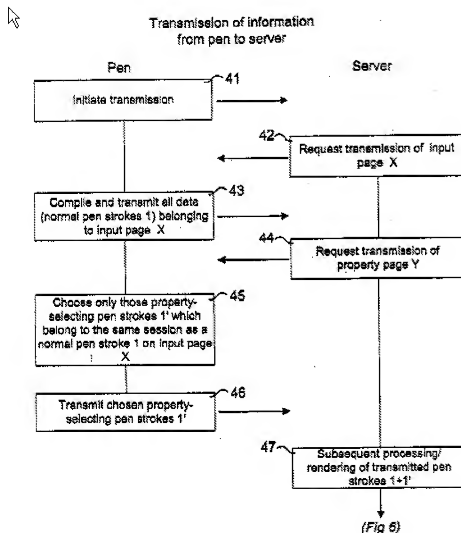 Transmission of information
from pen to server
Pen
Server
41
Initiate transmission
42
Request transmission of input
page X
43
Compile and transmit all data
(normal pen strokes 1) belonging
to input page X
44
Request transmission of
property page Y
45
Choose only those property-
selecting pen strokes 1' which
belong to the same session as a
normal pen stroke 1 on input page
X
46
Transmit chosen property-
selecting pen strokes 1'
47
Subsequent processing/
rendering of transmitted pen
strokes 1+1'
(Fig 6)